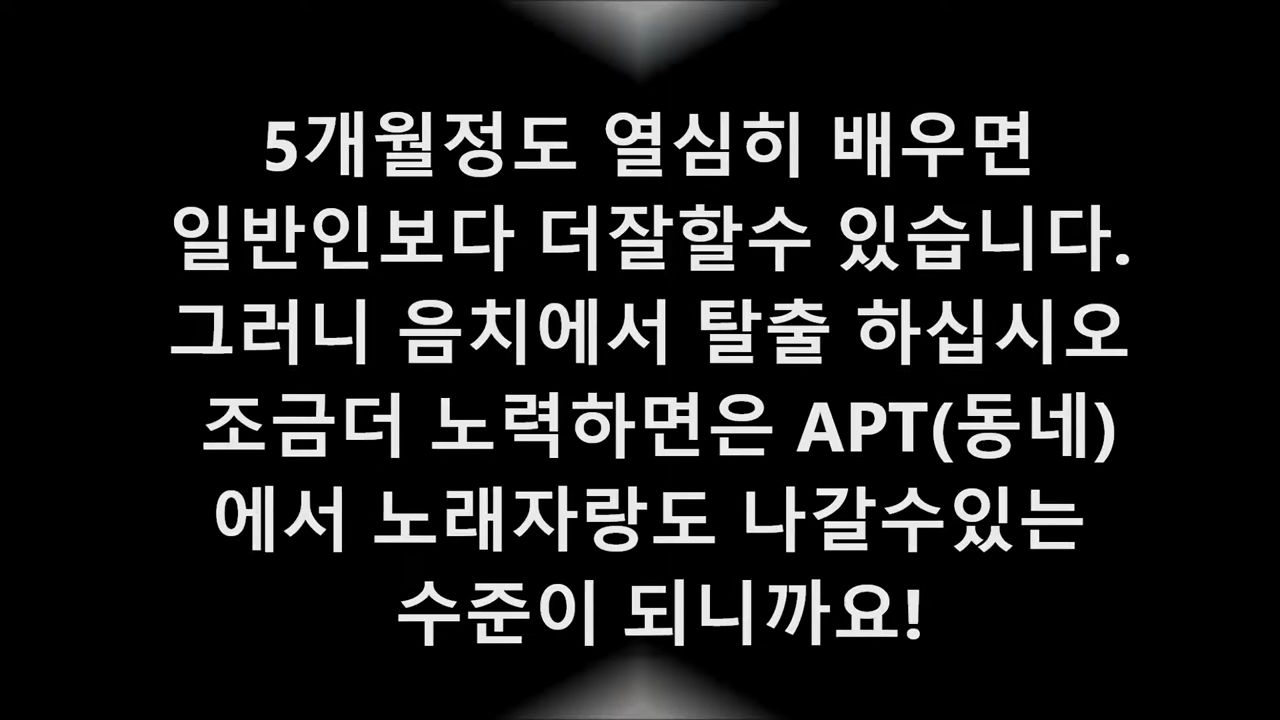 5개월정도 열심히 배우면
일반인보다 더잘할수 있습니다.
그러니 음치에서 탈출 하십시오
조금더 노력하면은 APT(동네)
에서 노래자랑도 나갈수있는
수준이 되니까요!